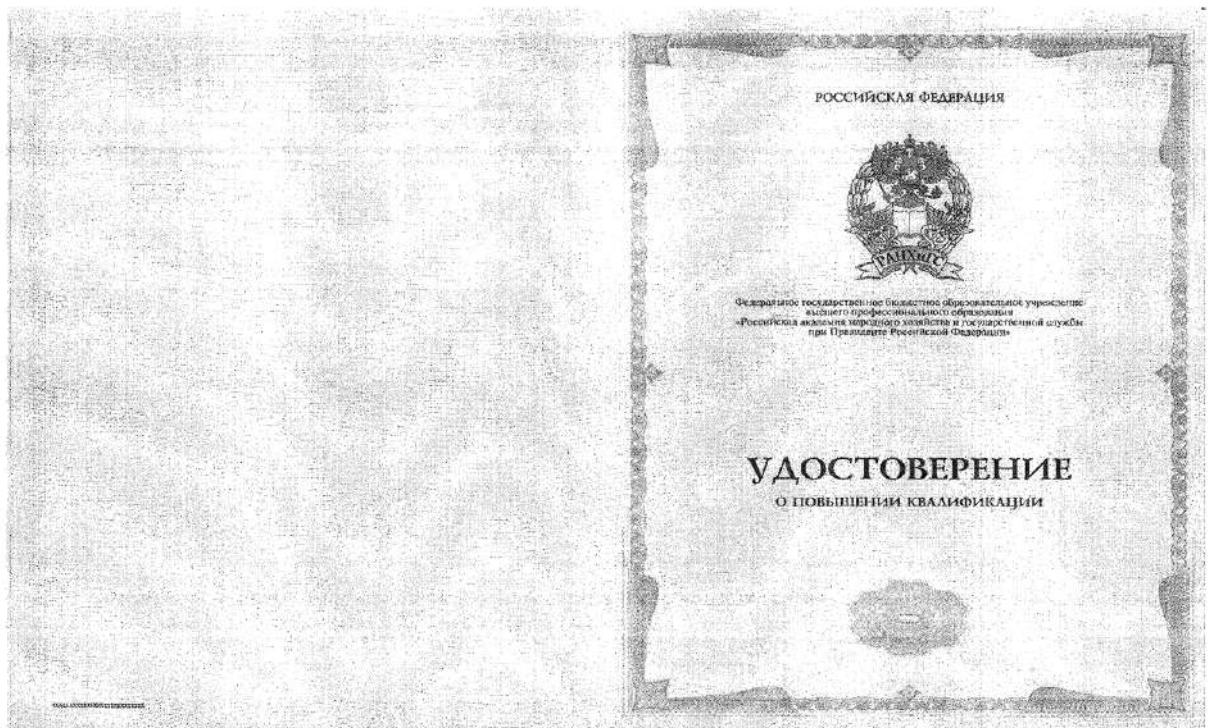 РОССИЙСКАЯ ФЕДЕРАЦИЯ
РАНХиГС
Федеральное государственное бюджетное образовательное учреждение
высшего профессионального образования
«Российская академия народного хозяйства и государственной службы
при Президенте Российской Федерации»
УДОСТОВЕРЕНИЕ
О ПОВЫШЕНИИ КВАЛИФИКАЦИИ